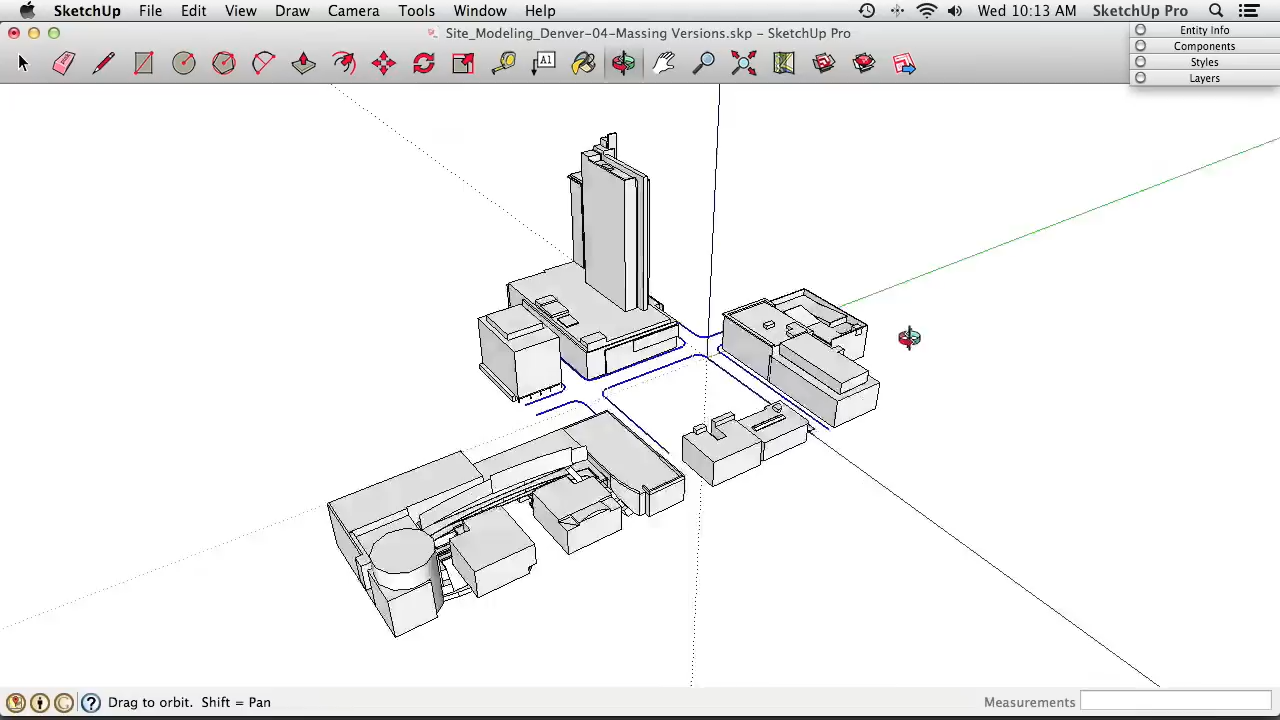 SketchUp File Edit View Draw Camera Tools Window Help Wed 10:13 AM SketchUp Pro
Site_Modeling_Denver-04-Massing Versions.skp - SketchUp Pro
Entity Info
Components
Styles
Layers
A1
Drag to orbit. Shift = Pan
Measurements